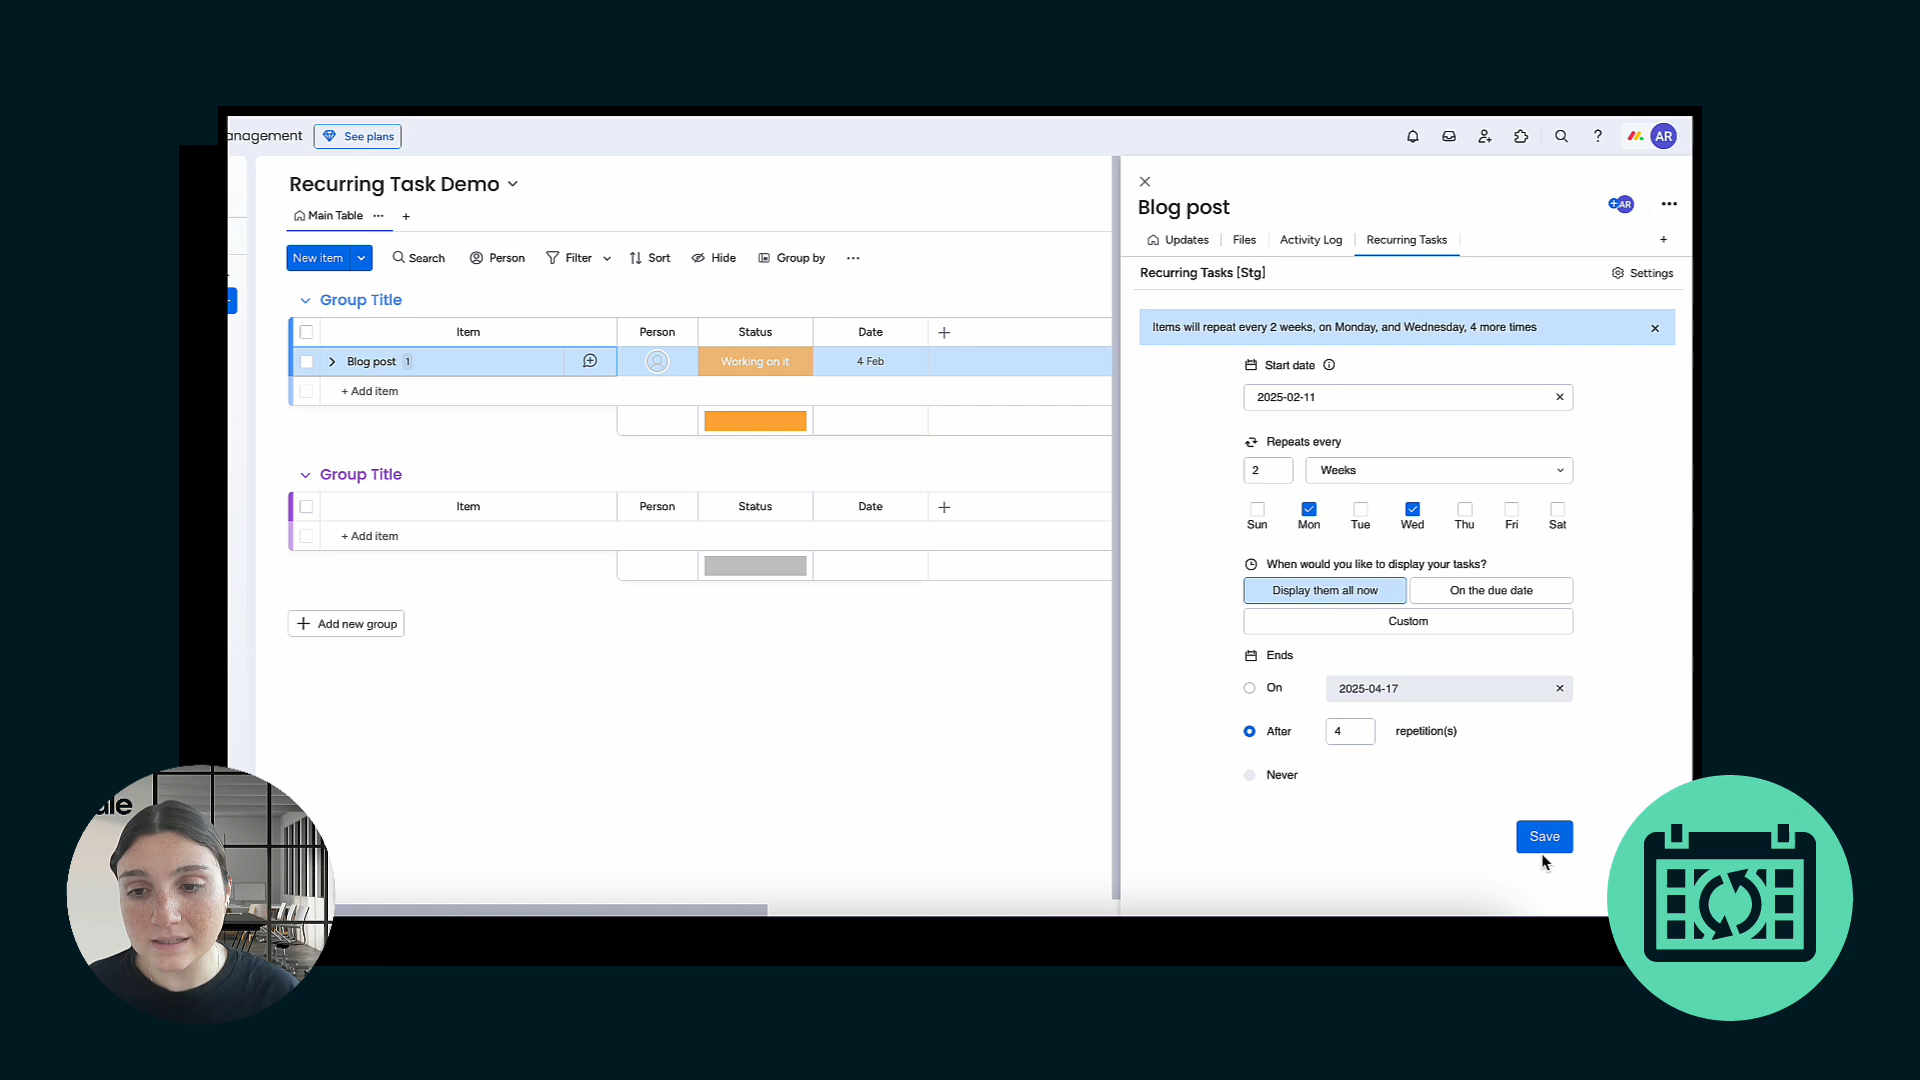 anagement
See plans
AR
Recurring Task Demo
Main Table
New item
Search
Person
Filter
Sort
Hide
Group by
Group Title
Item
Person
Status
Date
Blog post 1
Working on it
4 Feb
+ Add item
Group Title
Item
Person
Status
Date
+ Add item
Add new group
Blog post
AR
Updates
Files
Activity Log
Recurring Tasks
Recurring Tasks [Stg]
Settings
Items will repeat every 2 weeks, on Monday, and Wednesday, 4 more times
Start date
2025-02-11
Repeats every
2
Weeks
Sun
Mon
Tue
Wed
Thu
Fri
Sat
When would you like to display your tasks?
Display them all now
On the due date
Custom
Ends
On
2025-04-17
After
4
repetition(s)
Never
Save